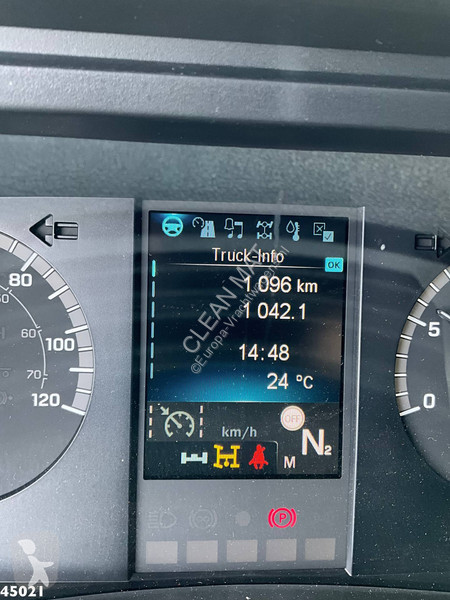 Truck-Info
OK
1 096 km
1 042.1
14:48
24 °C
CLEAN MAT
80
100
120
60
70
5
0
OFF
km/h
N2
M
P
45021